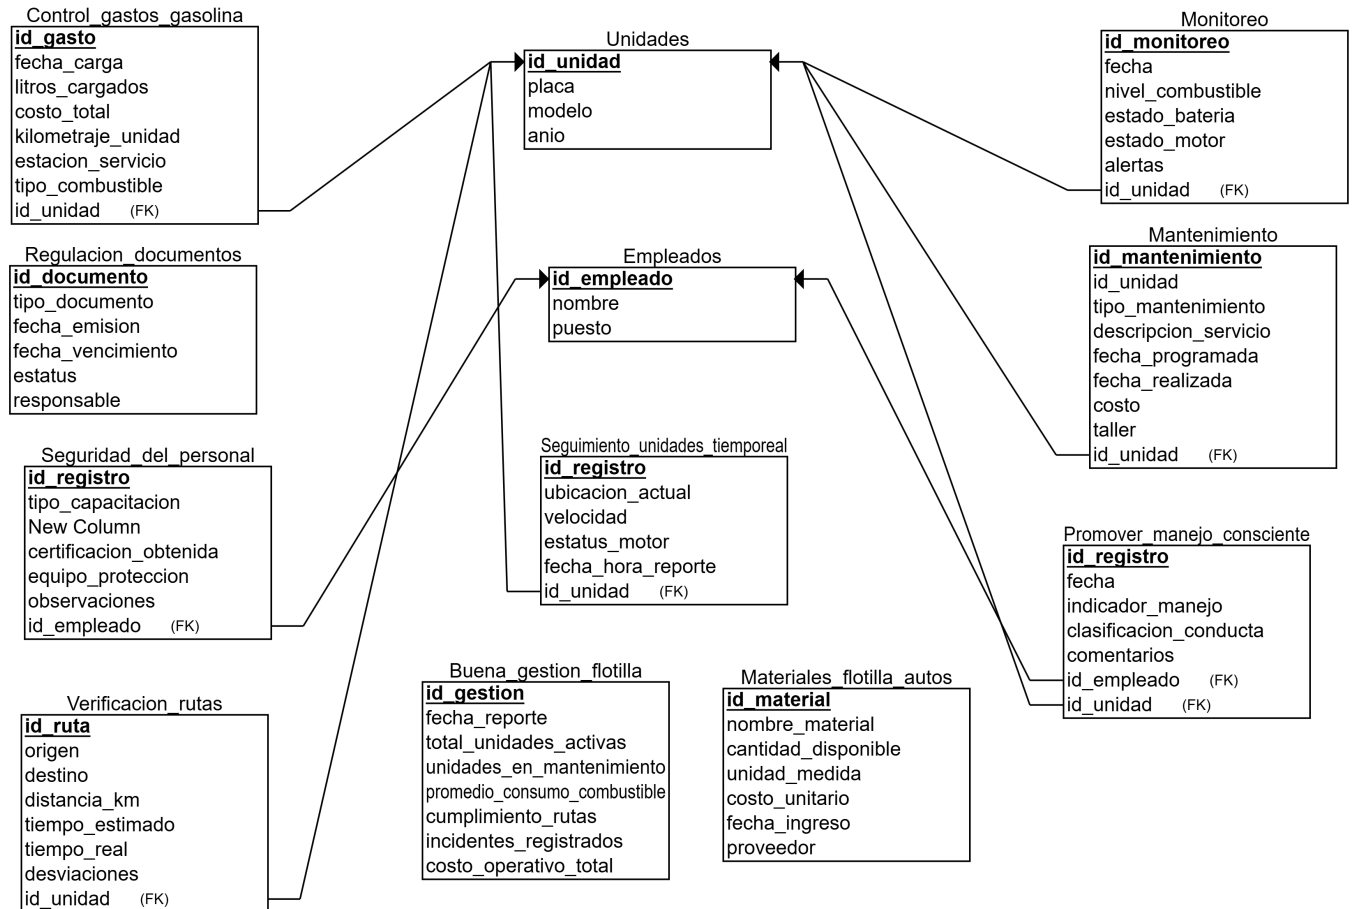 Control_gastos_gasolina
id_gasto
fecha_carga
litros_cargados
costo_total
kilometraje_unidad
estacion_servicio
tipo_combustible
id_unidad (FK)
Unidades
id_unidad
placa
modelo
anio
Monitoreo
id_monitoreo
fecha
nivel_combustible
estado_bateria
estado_motor
alertas
id_unidad (FK)
Regulacion_documentos
id_documento
tipo_documento
fecha_emision
fecha_vencimiento
estatus
responsable
Empleados
id_empleado
nombre
puesto
Mantenimiento
id_mantenimiento
id_unidad
tipo_mantenimiento
descripcion_servicio
fecha_programada
fecha_realizada
costo
taller
id_unidad (FK)
Seguridad_del_personal
id_registro
tipo_capacitacion
New Column
certificacion_obtenida
equipo_proteccion
observaciones
id_empleado (FK)
Seguimiento_unidades_tiemporeal
id_registro
ubicacion_actual
velocidad
estatus_motor
fecha_hora_reporte
id_unidad (FK)
Promover_manejo_consciente
id_registro
fecha
indicador_manejo
clasificacion_conducta
comentarios
id_empleado (FK)
id_unidad (FK)
Verificacion_rutas
id_ruta
origen
destino
distancia_km
tiempo_estimado
tiempo_real
desviaciones
id_unidad (FK)
Buena_gestion_flotilla
id_gestion
fecha_reporte
total_unidades_activas
unidades_en_mantenimiento
promedio_consumo_combustible
cumplimiento_rutas
incidentes_registrados
costo_operativo_total
Materiales_flotilla_autos
id_material
nombre_material
cantidad_disponible
unidad_medida
costo_unitario
fecha_ingreso
proveedor